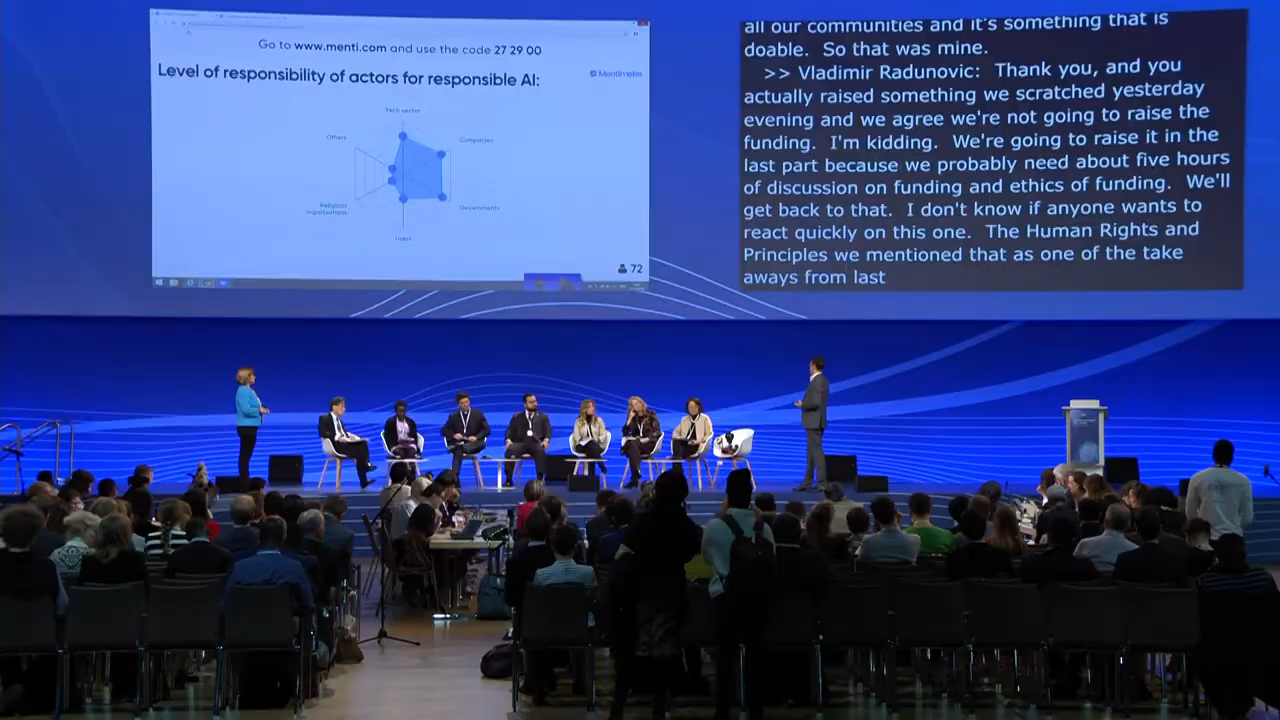 Go to www.menti.com and use the code 27 29 00
Level of responsibility of actors for responsible AI:
Mentimeter
Tech sector
Others
Companies
Religious
organisations
Governments
Users
72
all our communities and it's something that is
doable. So that was mine.
>> Vladimir Radunovic: Thank you, and you
actually raised something we scratched yesterday
evening and we agree we're not going to raise the
funding. I'm kidding. We're going to raise it in the
last part because we probably need about five hours
of discussion on funding and ethics of funding. We'll
get back to that. I don't know if anyone wants to
react quickly on this one. The Human Rights and
Principles we mentioned that as one of the take
aways from last